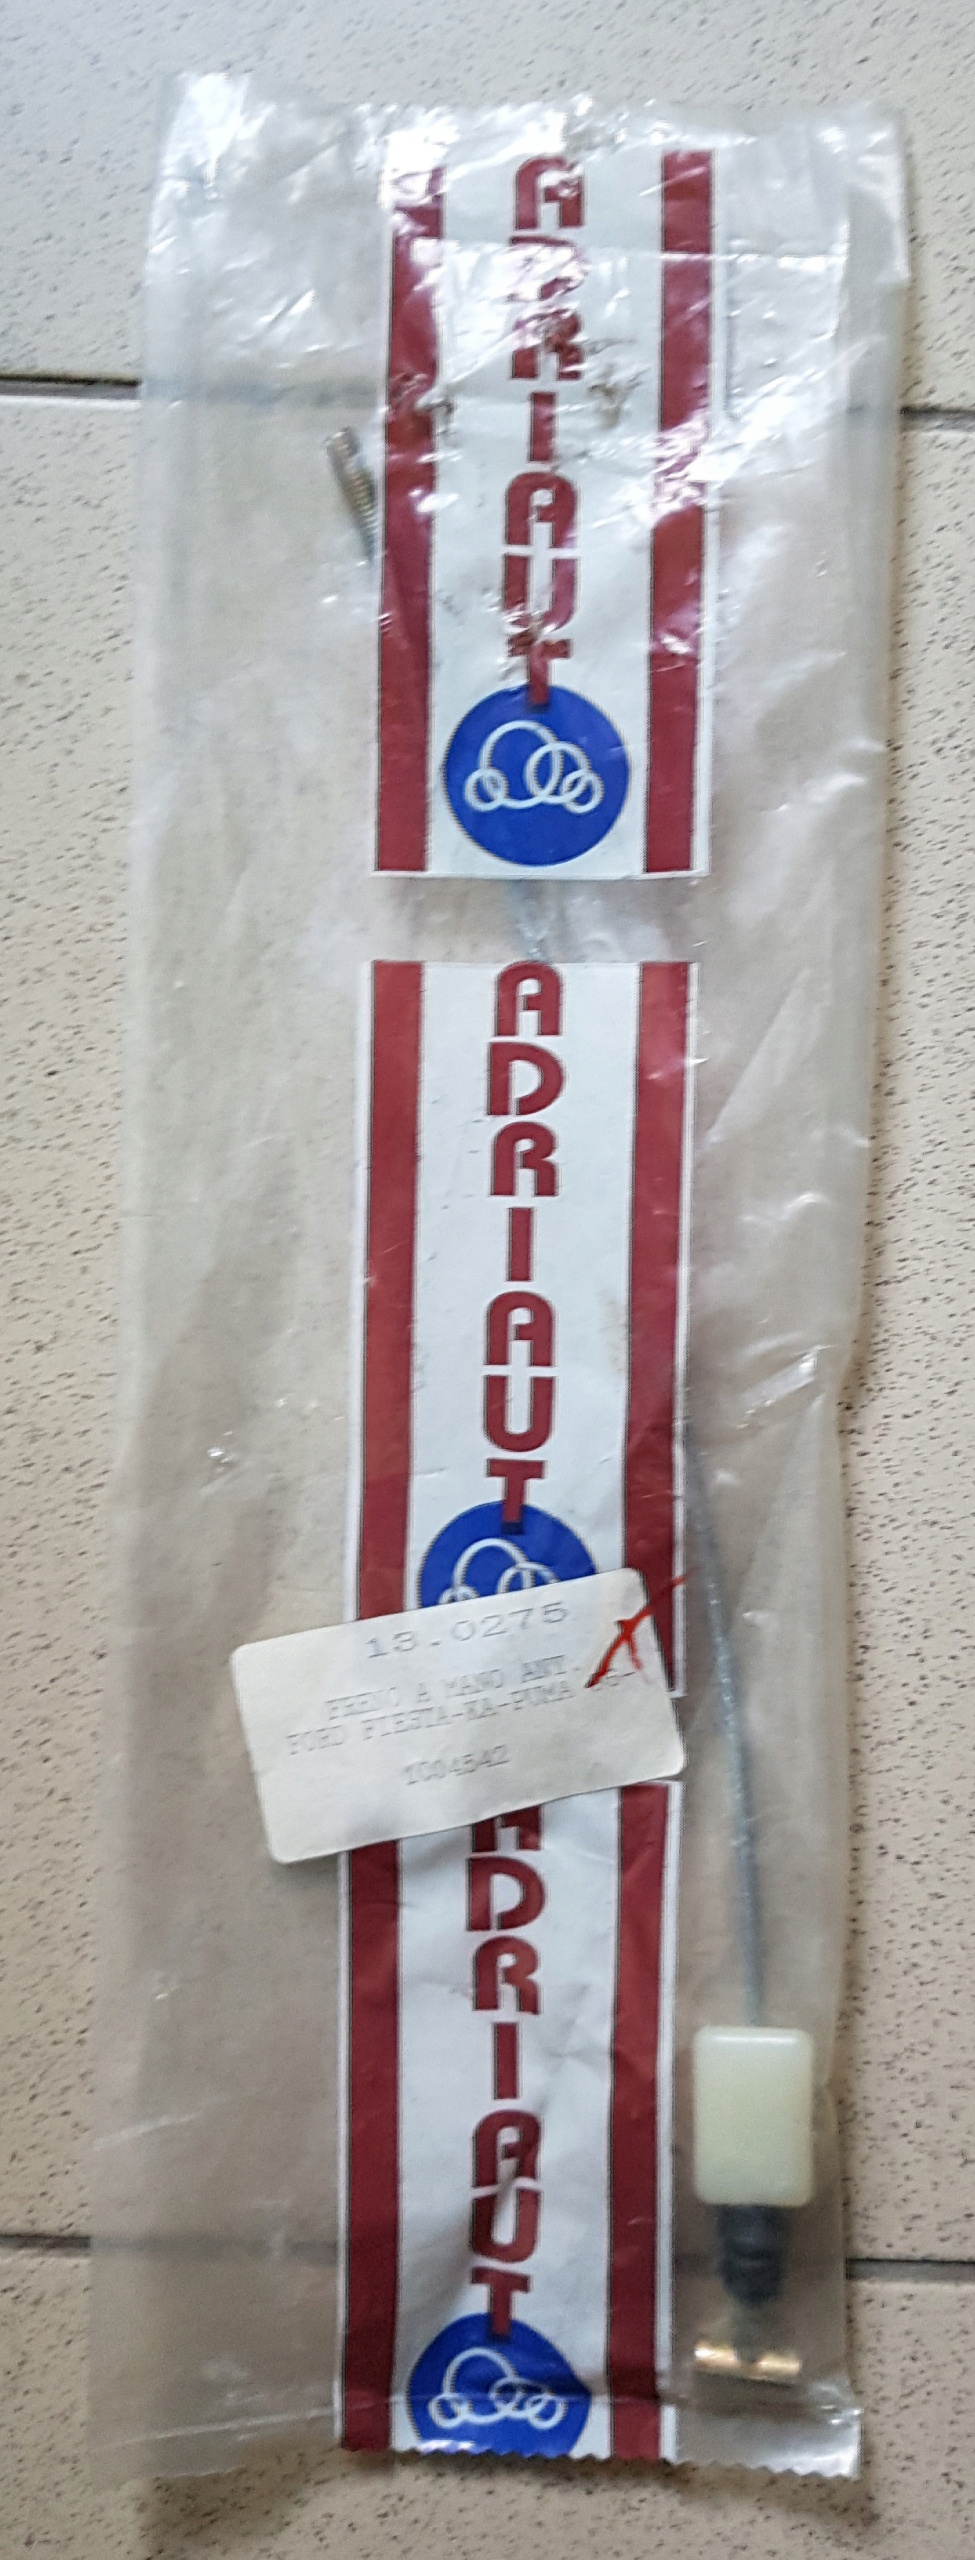 ADRIAUT
ADRIAUT
13.0275
FRENO A MANO ANT.
FORD FIESTA-KA-PUMA
1004542
ADRIAUT